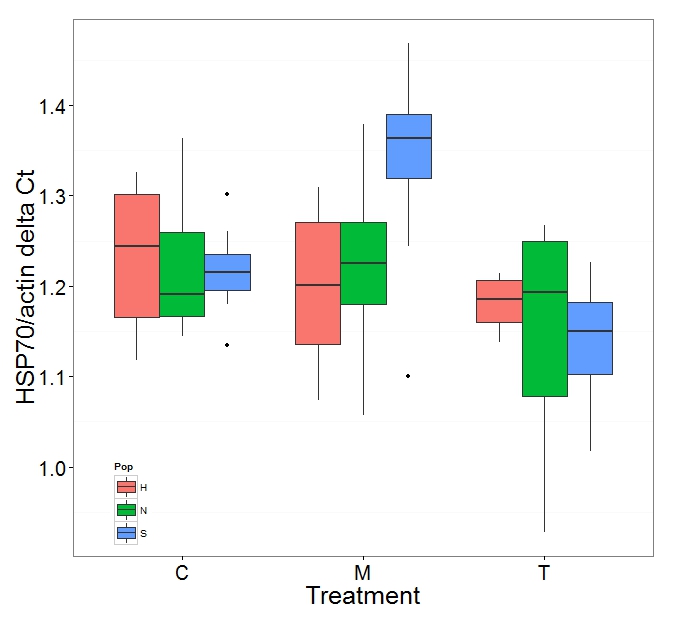 HSP70/actin delta Ct
1.4
1.3
1.2
1.1
1.0
Pop
H
N
S
C M T
Treatment